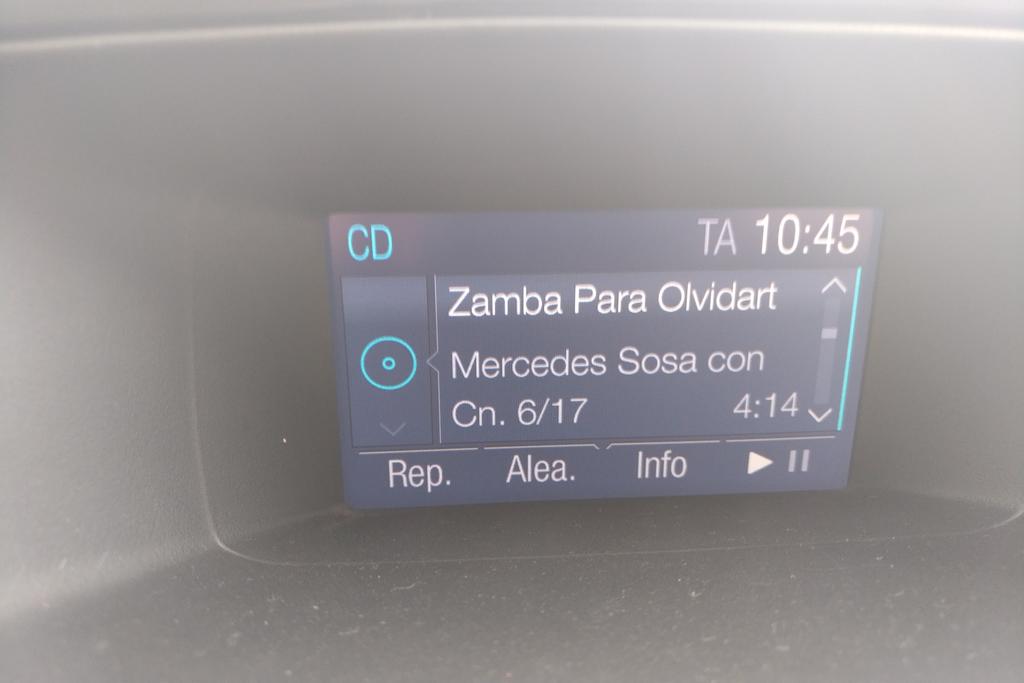 CD TA 10:45
Zamba Para Olvidart
Mercedes Sosa con
Cn. 6/17 4:14
Rep. Alea. Info